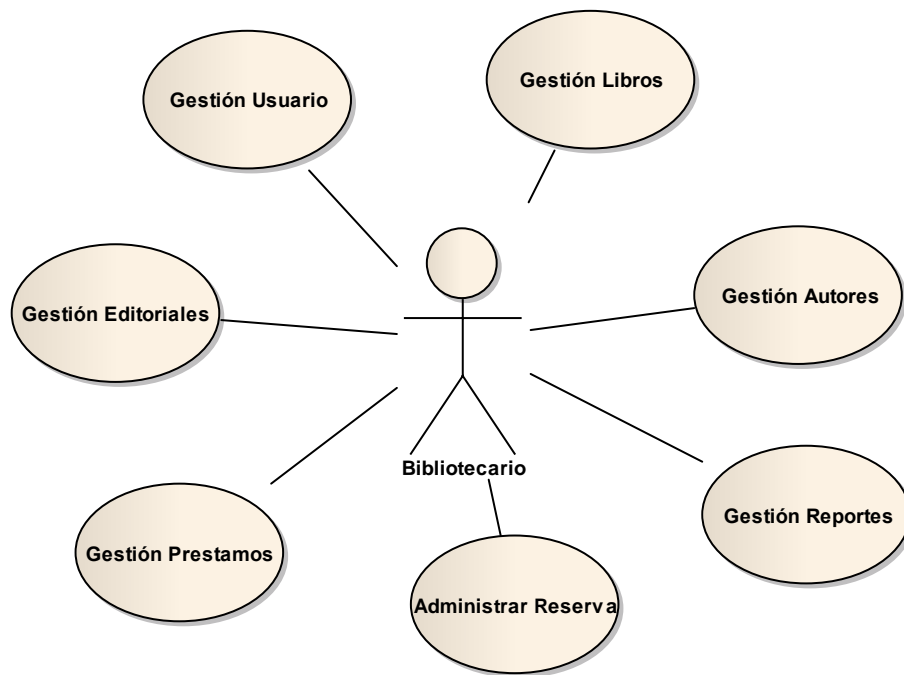 Gestión Usuario
Gestión Libros
Gestión Editoriales
Gestión Autores
Bibliotecario
Gestión Reportes
Gestión Prestamos
Administrar Reserva